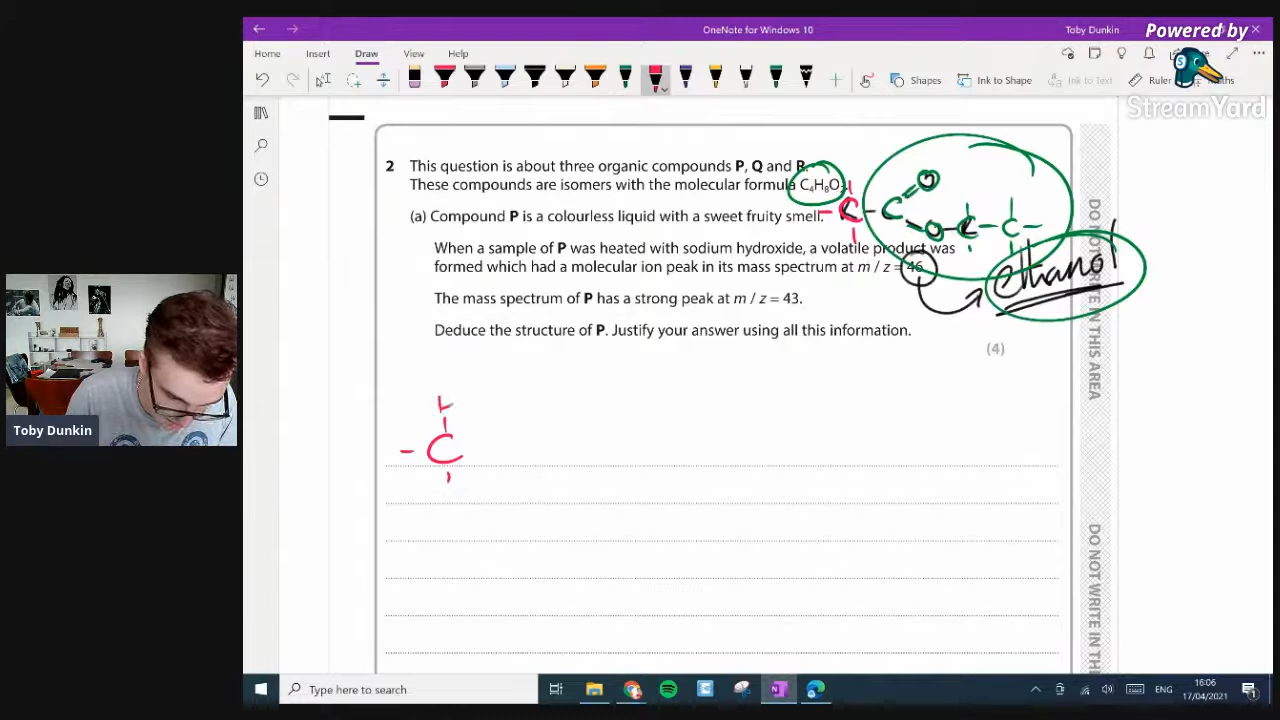 OneNote for Windows 10
Toby Dunkin
Powered by
StreamYard
Home Insert Draw View Help
Shapes Ink to Shape Ink to Text Ruler Maths
2 This question is about three organic compounds P, Q and R.
These compounds are isomers with the molecular formula C₄H₈O₂.
(a) Compound P is a colourless liquid with a sweet fruity smell.
When a sample of P was heated with sodium hydroxide, a volatile product was
formed which had a molecular ion peak in its mass spectrum at m / z = 46.
The mass spectrum of P has a strong peak at m / z = 43.
Deduce the structure of P. Justify your answer using all this information.
(4)
C C O
O C C
ethanol
C
DO NOT WRITE IN THIS AREA
DO NOT WRITE IN THI
Toby Dunkin
Type here to search
ENG
16:06
17/04/2021
1